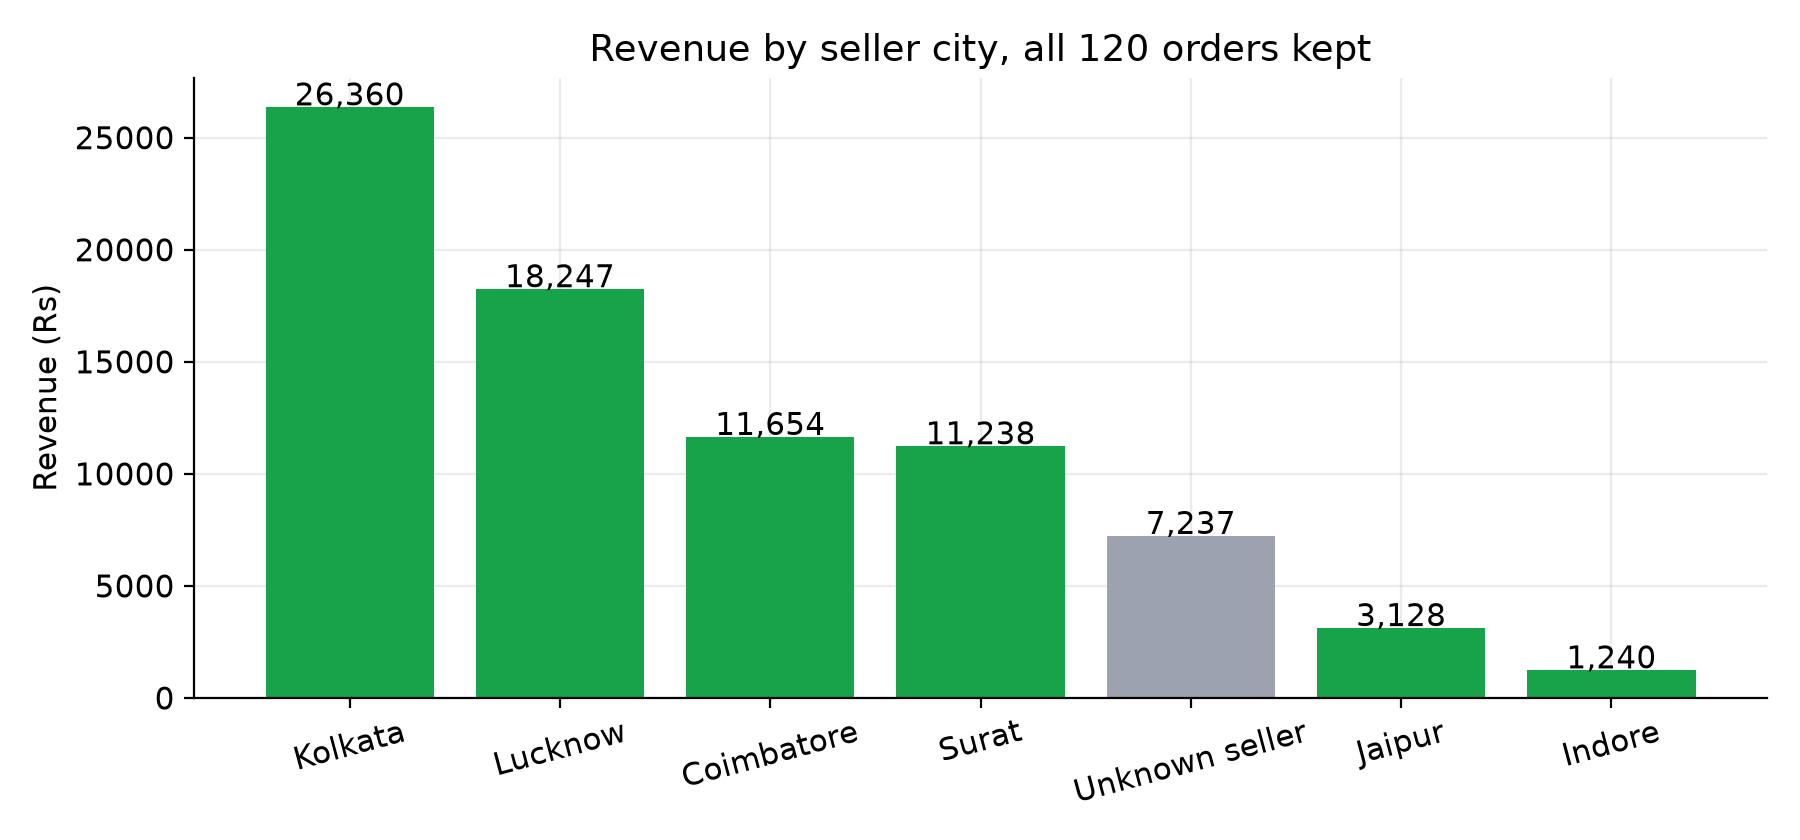 Revenue by seller city, all 120 orders kept
Revenue (Rs)
25000
20000
15000
10000
5000
0
26,360
18,247
11,654
11,238
7,237
3,128
1,240
Kolkata
Lucknow
Coimbatore
Surat
Unknown seller
Jaipur
Indore